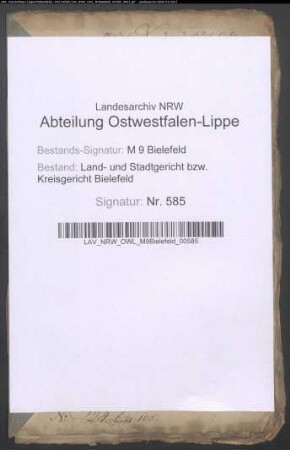 Landesarchiv NRW
Abteilung Ostwestfalen-Lippe
Bestands-Signatur: M 9 Bielefeld
Bestand: Land- und Stadtgericht bzw.
Kreisgericht Bielefeld
Signatur: Nr. 585
LAV_NRW_OWL_M9Bielefeld_00585